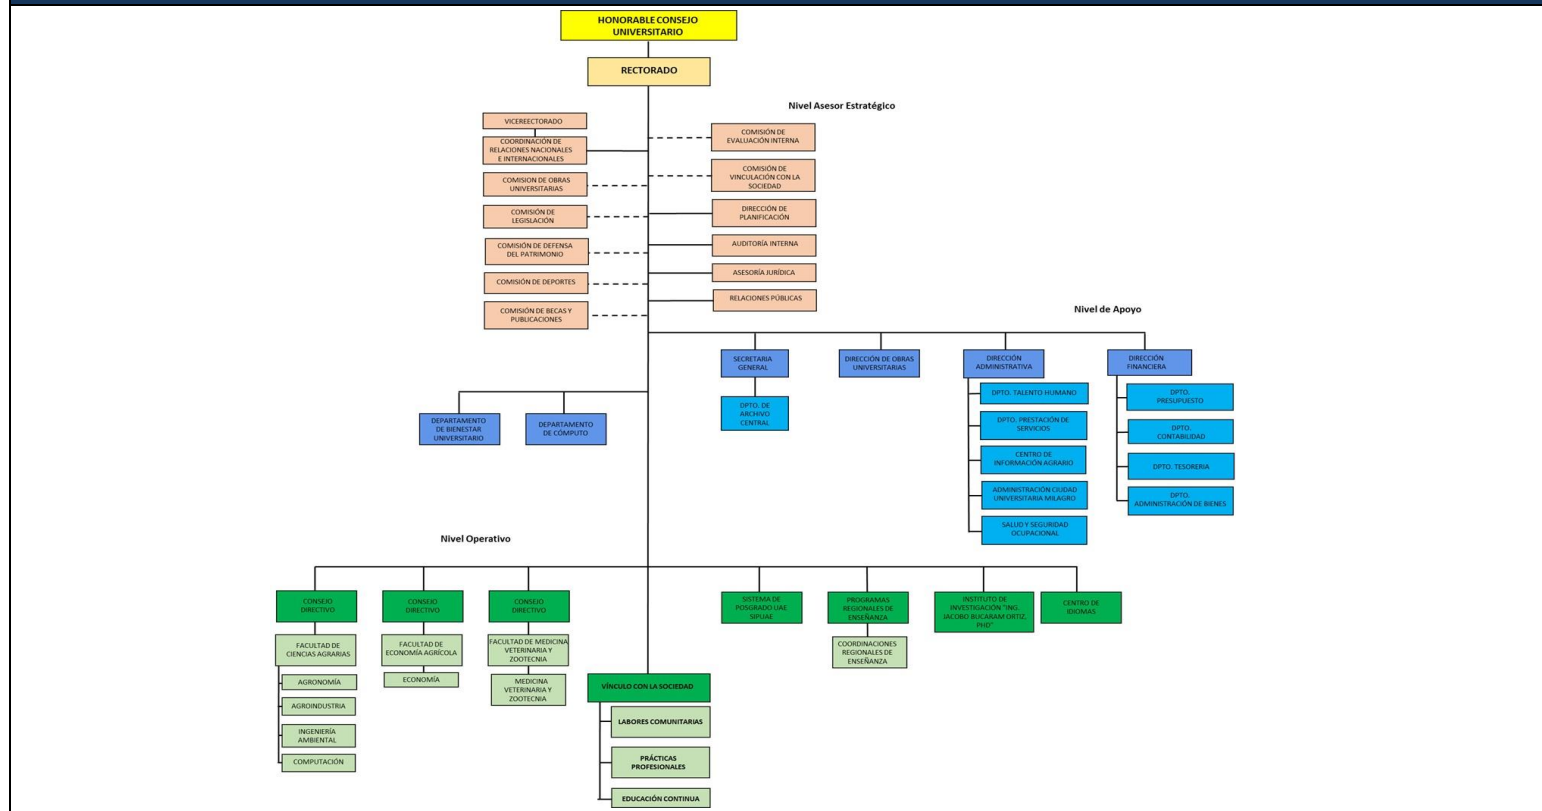 HONORABLE CONSEJO
UNIVERSITARIO
RECTORADO
Nivel Asesor Estratégico
VICEREECTORADO
COORDINACIÓN DE
RELACIONES NACIONALES
E INTERNACIONALES
COMISION DE OBRAS
UNIVERSITARIAS
COMISIÓN DE
LEGISLACIÓN
COMISIÓN DE DEFENSA
DEL PATRIMONIO
COMISIÓN DE DEPORTES
COMISIÓN DE BECAS Y
PUBLICACIONES
COMISIÓN DE
EVALUACIÓN INTERNA
COMISIÓN DE
VINCULACIÓN CON LA
SOCIEDAD
DIRECCIÓN DE
PLANIFICACIÓN
AUDITORÍA INTERNA
ASESORÍA JURÍDICA
RELACIONES PÚBLICAS
Nivel de Apoyo
SECRETARIA
GENERAL
DPTO. DE
ARCHIVO
CENTRAL
DIRECCIÓN DE OBRAS
UNIVERSITARIAS
DIRECCIÓN
ADMINISTRATIVA
DPTO. TALENTO HUMANO
DPTO. PRESTACIÓN DE
SERVICIOS
CENTRO DE
INFORMACIÓN AGRARIO
ADMINISTRACIÓN CIUDAD
UNIVERSITARIA MILAGRO
SALUD Y SEGURIDAD
OCUPACIONAL
DIRECCIÓN
FINANCIERA
DPTO.
PRESUPUESTO
DPTO.
CONTABILIDAD
DPTO. TESORERIA
DPTO.
ADMINISTRACIÓN DE BIENES
DEPARTAMENTO
DE BIENESTAR
UNIVERSITARIO
DEPARTAMENTO
DE CÓMPUTO
Nivel Operativo
CONSEJO
DIRECTIVO
FACULTAD DE
CIENCIAS AGRARIAS
AGRONOMÍA
AGROINDUSTRIA
INGENIERÍA
AMBIENTAL
COMPUTACIÓN
CONSEJO
DIRECTIVO
FACULTAD DE
ECONOMÍA AGRÍCOLA
ECONOMÍA
CONSEJO
DIRECTIVO
FACULTAD DE MEDICINA
VETERINARIA Y
ZOOTECNIA
MEDICINA
VETERINARIA Y
ZOOTECNIA
VÍNCULO CON LA SOCIEDAD
LABORES COMUNITARIAS
PRÁCTICAS
PROFESIONALES
EDUCACIÓN CONTINUA
SISTEMA DE
POSGRADO UAE
SIPUAE
PROGRAMAS
REGIONALES DE
ENSEÑANZA
COORDINACIONES
REGIONALES DE
ENSEÑANZA
INSTITUTO DE
INVESTIGACIÓN "ING.
JACOBO BUCARAM ORTIZ.
PHD"
CENTRO DE
IDIOMAS